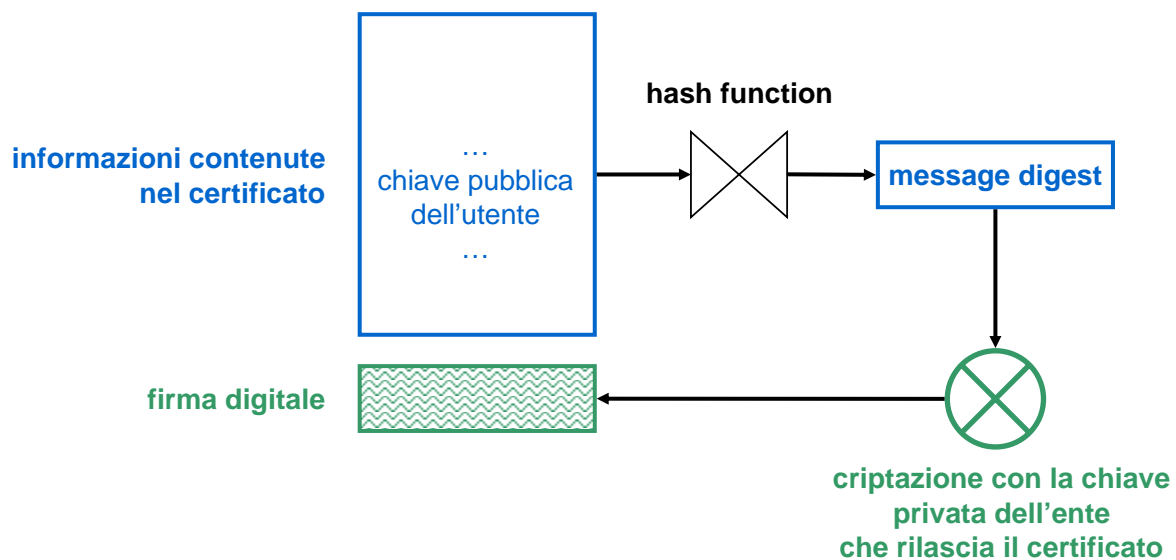 hash function
informazioni contenute
nel certificato
…
chiave pubblica
dell’utente
…
message digest
firma digitale
criptazione con la chiave
privata dell’ente
che rilascia il certificato